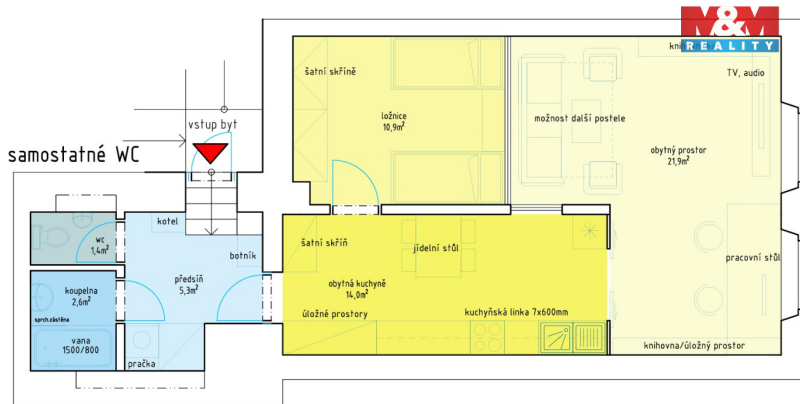 M&M
REALITY
šatní skříně
TV, audio
vstup byt
ložnice
10,9m²
možnost další postele
samostatné WC
obytný prostor
21,9m²
kotel
wc
1,4m²
šatní skříň
jídelní stůl
botník
pracovní stůl
předsíň
5,3m²
obytná kuchyně
14,0m²
koupelna
2,6m²
úložné prostory
kuchyňská linka 7x600mm
sprch.zástěna
vana
1500/800
knihovna/úložný prostor
pračka